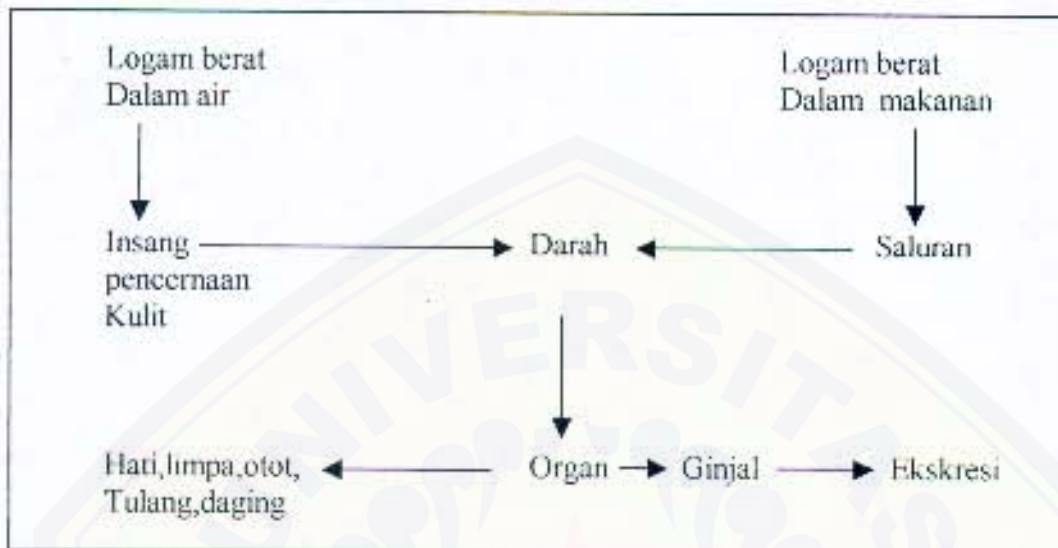 Logam berat
Dalam air
Logam berat
Dalam makanan
Insang
pencernaan
Kulit
Darah
Saluran
UNIVERSITAS
Hati,limpa,otot,
Tulang,daging
Organ
Ginjal
Ekskresi